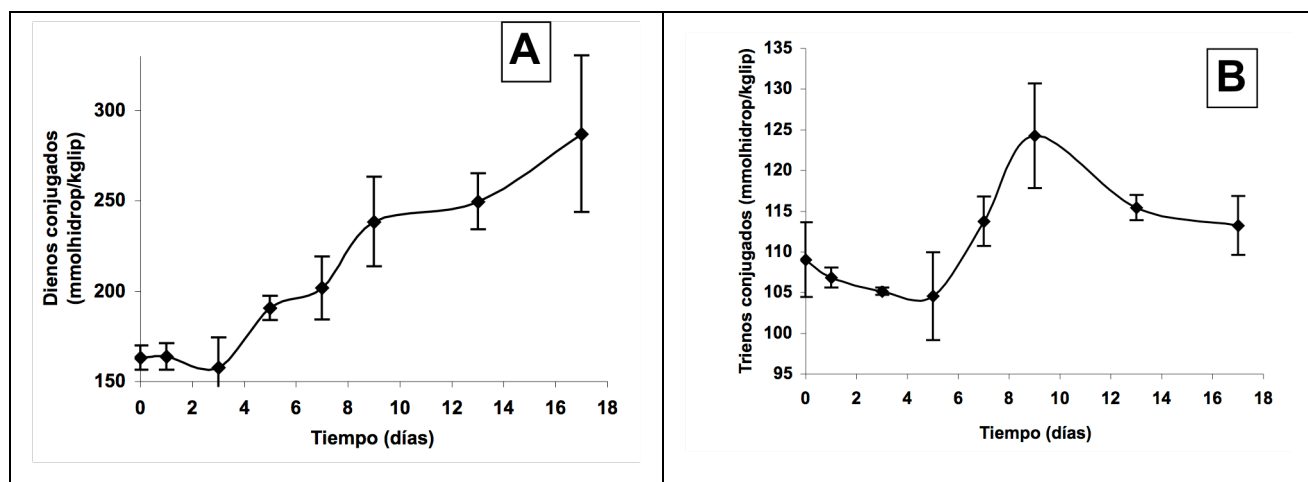 A
Dienos conjugados
(mmolhidrop/kglip)
300
250
200
150
0 2 4 6 8 10 12 14 16 18
Tiempo (días)
B
Trienos conjugados (mmolhidrop/kglip)
135
130
125
120
115
110
105
100
95
0 2 4 6 8 10 12 14 16 18
Tiempo (días)